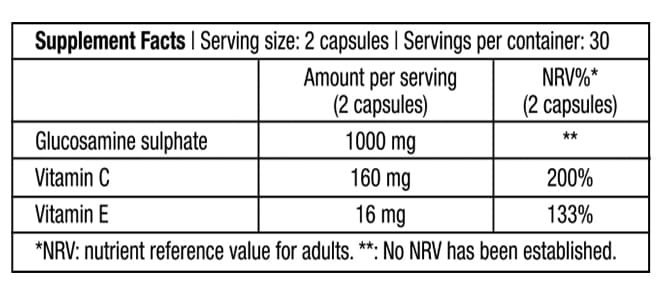 Supplement Facts | Serving size: 2 capsules | Servings per container: 30
Amount per serving
(2 capsules)
NRV%*
(2 capsules)
Glucosamine sulphate 1000 mg **
Vitamin C 160 mg 200%
Vitamin E 16 mg 133%
*NRV: nutrient reference value for adults. **: No NRV has been established.